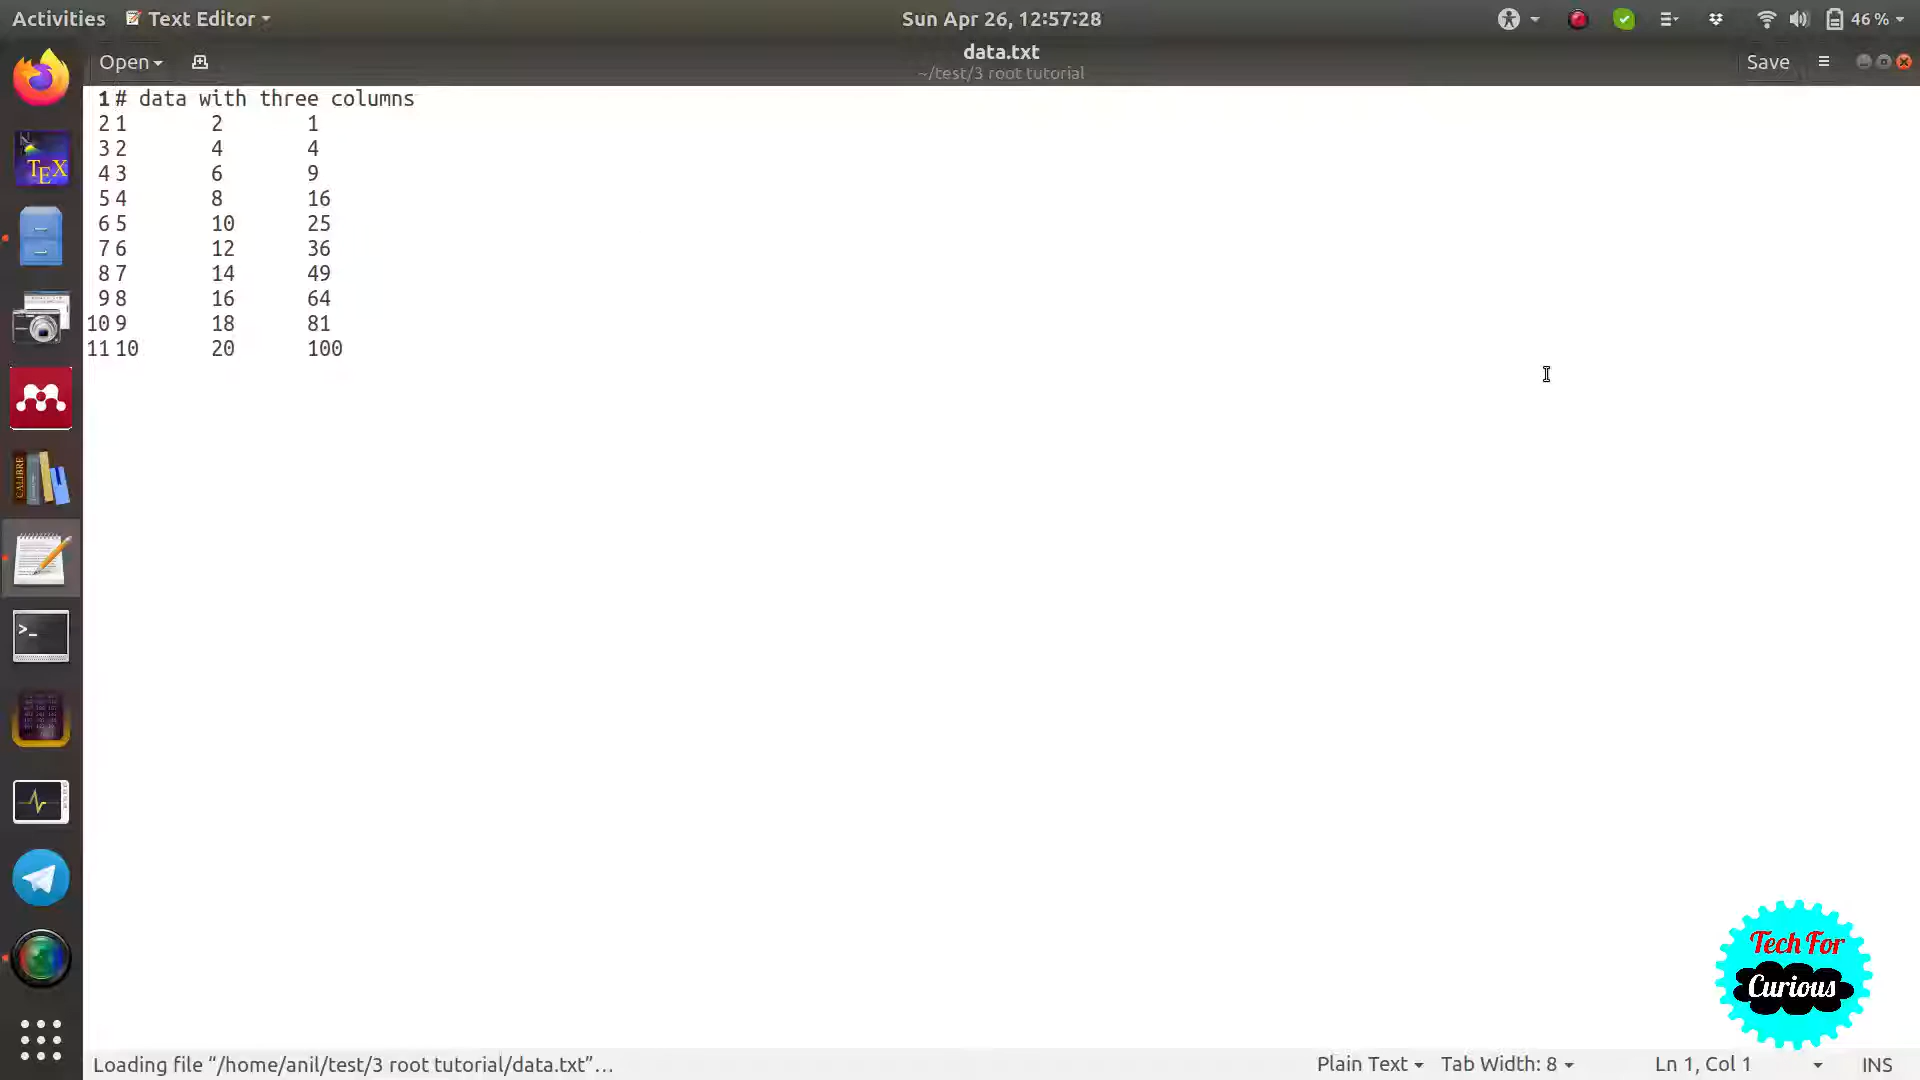 Activities Text Editor Sun Apr 26, 12:57:28 46 %
Open data.txt Save
~/test/3 root tutorial
1 # data with three columns
2 1 2 1
3 2 4 4
4 3 6 9
5 4 8 16
6 5 10 25
7 6 12 36
8 7 14 49
9 8 16 64
10 9 18 81
11 10 20 100
TEX
CALIBRE
>_
Tech For
Curious
Loading file “/home/anil/test/3 root tutorial/data.txt”… Plain Text Tab Width: 8 Ln 1, Col 1 INS